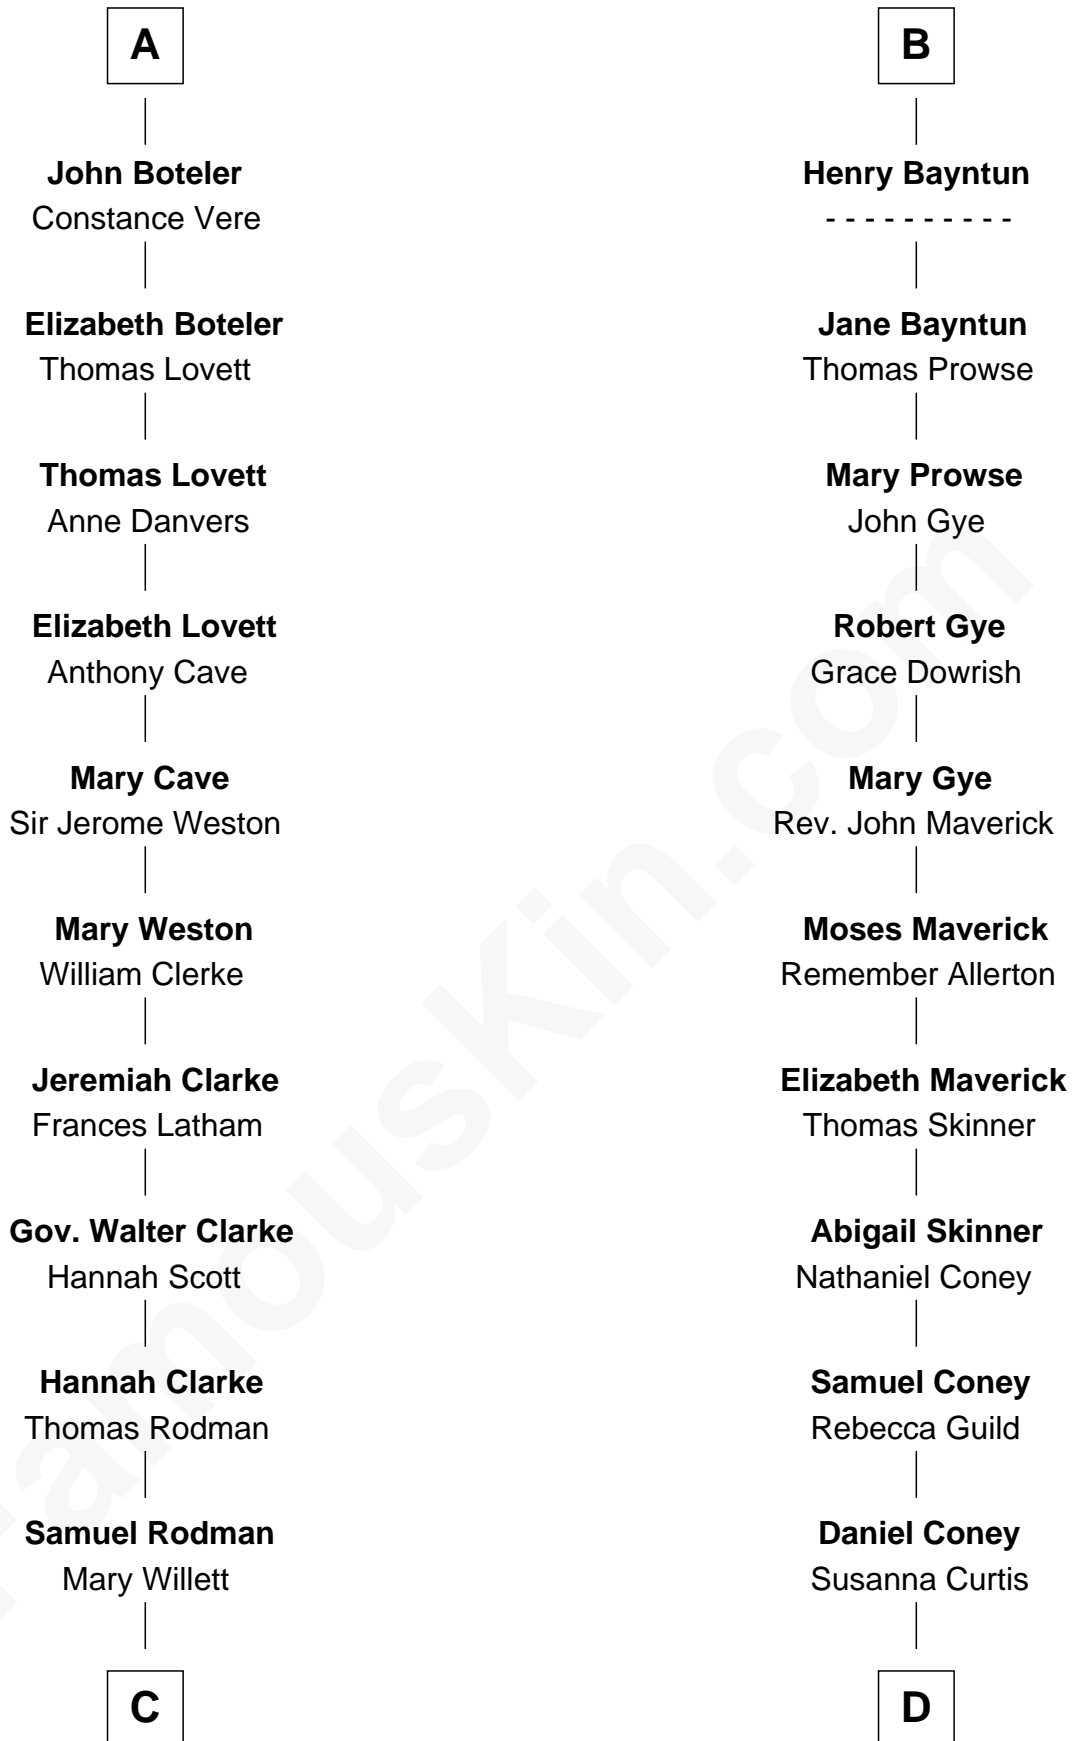 A
John Boteler
Constance Vere
Elizabeth Boteler
Thomas Lovett
Thomas Lovett
Anne Danvers
Elizabeth Lovett
Anthony Cave
Mary Cave
Sir Jerome Weston
Mary Weston
William Clerke
Jeremiah Clarke
Frances Latham
Gov. Walter Clarke
Hannah Scott
Hannah Clarke
Thomas Rodman
Samuel Rodman
Mary Willett
C
B
Henry Bayntun
- - - - - - - - - -
Jane Bayntun
Thomas Prowse
Mary Prowse
John Gye
Robert Gye
Grace Dowrish
Mary Gye
Rev. John Maverick
Moses Maverick
Remember Allerton
Elizabeth Maverick
Thomas Skinner
Abigail Skinner
Nathaniel Coney
Samuel Coney
Rebecca Guild
Daniel Coney
Susanna Curtis
D
FamousKin.com